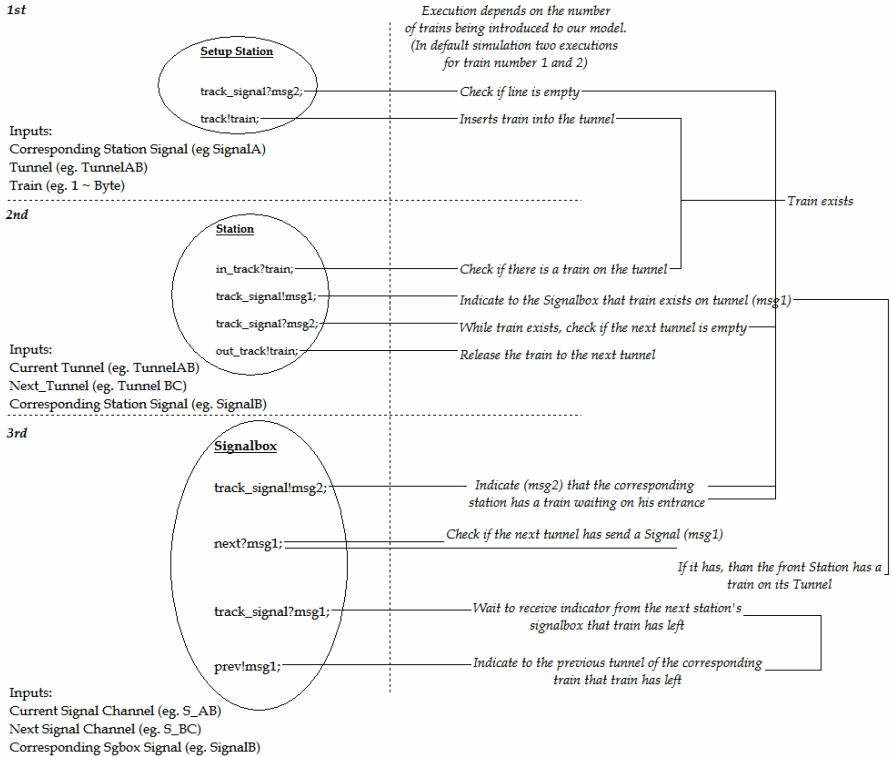 1st
Execution depends on the number
of trains being introduced to our model.
(In default simulation two executions
for train number 1 and 2)
Setup Station
track_signal?msg2;
Check if line is empty
track!train;
Inserts train into the tunnel
Inputs:
Corresponding Station Signal (eg SignalA)
Tunnel (eg. TunnelAB)
Train (eg. 1 ~ Byte)
Train exists
2nd
Station
in_track?train;
Check if there is a train on the tunnel
track_signal!msg1;
Indicate to the Signalbox that train exists on tunnel (msg1)
track_signal?msg2;
While train exists, check if the next tunnel is empty
out_track!train;
Release the train to the next tunnel
Inputs:
Current Tunnel (eg. TunnelAB)
Next_Tunnel (eg. Tunnel BC)
Corresponding Station Signal (eg. SignalB)
3rd
Signalbox
track_signal!msg2;
Indicate (msg2) that the corresponding
station has a train waiting on his entrance
next?msg1;
Check if the next tunnel has send a Signal (msg1)
If it has, than the front Station has a
train on its Tunnel
track_signal?msg1;
Wait to receive indicator from the next station's
signalbox that train has left
prev!msg1;
Indicate to the previous tunnel of the corresponding
train that train has left
Inputs:
Current Signal Channel (eg. S_AB)
Next Signal Channel (eg. S_BC)
Corresponding Sgbox Signal (eg. SignalB)